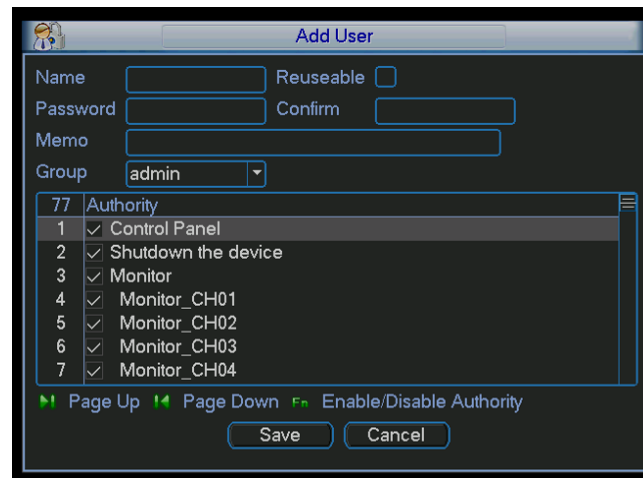 Add User
Name Reuseable
Password Confirm
Memo
Group admin
77 Authority
1 Control Panel
2 Shutdown the device
3 Monitor
4 Monitor_CH01
5 Monitor_CH02
6 Monitor_CH03
7 Monitor_CH04
Page Up Page Down Fn Enable/Disable Authority
Save Cancel